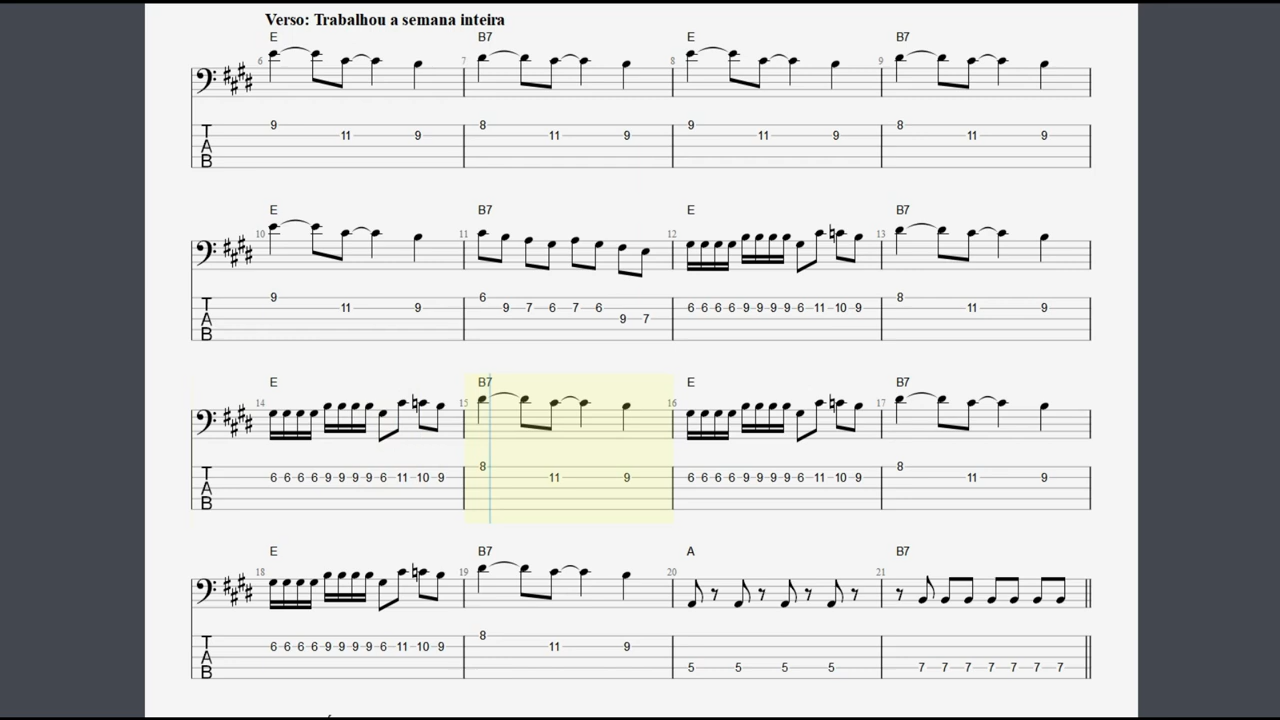 Verso: Trabalhou a semana inteira
E B7 E B7
6 7 8 9
T A B 9 11 9 8 11 9 9 11 9 8 11 9
E B7 E B7
10 11 12 13
T A B 9 11 9 6 9 7 6 7 6 9 7 6 6 6 6 9 9 9 9 6 11 10 9 8 11 9
E B7 E B7
14 15 16 17
T A B 6 6 6 6 9 9 9 9 6 11 10 9 8 11 9 6 6 6 6 9 9 9 9 6 11 10 9 8 11 9
E B7 A B7
18 19 20 21
T A B 6 6 6 6 9 9 9 9 6 11 10 9 8 11 9 5 5 5 5 7 7 7 7 7 7 7